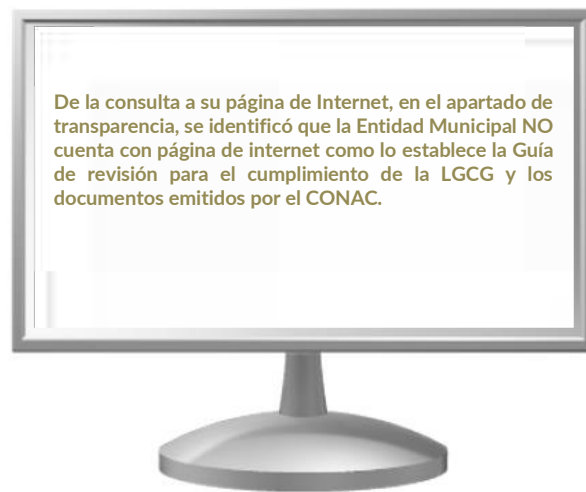 De la consulta a su página de Internet, en el apartado de
transparencia, se identificó que la Entidad Municipal NO
cuenta con página de internet como lo establece la Guía
de revisión para el cumplimiento de la LGCG y los
documentos emitidos por el CONAC.